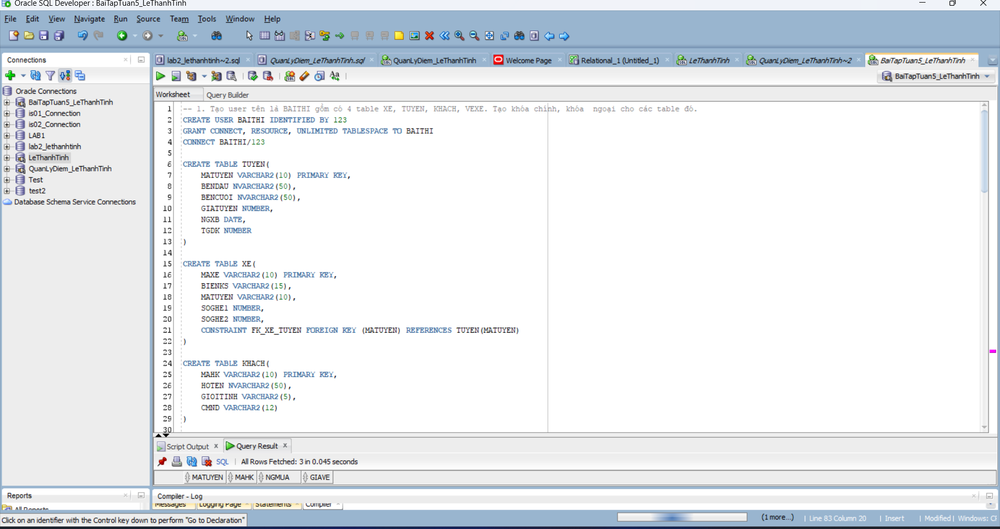 Oracle SQL Developer : BaiTapTuan5_LeThanhTinh
File Edit View Navigate Run Source Team Tools Window Help
Connections
lab2_lethanhtinh~2.sql QuanLyDiem_LeThanhTinh.sql QuanLyDiem_LeThanhTinh Welcome Page Relational_1 (Untitled_1) LeThanhTinh QuanLyDiem_LeThanhTinh~2 BaiTapTuan5_LeThanhTinh
BaiTapTuan5_LeThanhTinh
Oracle Connections
BaiTapTuan5_LeThanhTinh
is01_Connection
is02_Connection
LAB1
lab2_lethanhtinh
LeThanhTinh
QuanLyDiem_LeThanhTinh
Test
test2
Database Schema Service Connections
Worksheet Query Builder
1 -- 1. Tạo user tên là BAITHI gồm có 4 table XE, TUYEN, KHACH, VEXE. Tạo khóa chính, khóa  ngoại cho các table đó.
2 CREATE USER BAITHI IDENTIFIED BY 123
3 GRANT CONNECT, RESOURCE, UNLIMITED TABLESPACE TO BAITHI
4 CONNECT BAITHI/123
5
6 CREATE TABLE TUYEN(
7 MATUYEN VARCHAR2(10) PRIMARY KEY,
8 BENDAU NVARCHAR2(50),
9 BENCUOI NVARCHAR2(50),
10 GIATUYEN NUMBER,
11 NGXB DATE,
12 TGDK NUMBER
13 )
14
15 CREATE TABLE XE(
16 MAXE VARCHAR2(10) PRIMARY KEY,
17 BIENKS VARCHAR2(15),
18 MATUYEN VARCHAR2(10),
19 SOGHE1 NUMBER,
20 SOGHE2 NUMBER,
21 CONSTRAINT FK_XE_TUYEN FOREIGN KEY (MATUYEN) REFERENCES TUYEN(MATUYEN)
22 )
23
24 CREATE TABLE KHACH(
25 MAHK VARCHAR2(10) PRIMARY KEY,
26 HOTEN NVARCHAR2(50),
27 GIOITINH VARCHAR2(5),
28 CMND VARCHAR2(12)
29 )
30
Script Output Query Result
SQL All Rows Fetched: 3 in 0.045 seconds
MATUYEN MAHK NGMUA GIAVE
Reports
All Reports
Compiler - Log
Messages Logging Page Statements Compiler
Click on an identifier with the Control key down to perform "Go to Declaration"
(1 more...) Line 83 Column 20 Insert Modified Windows: